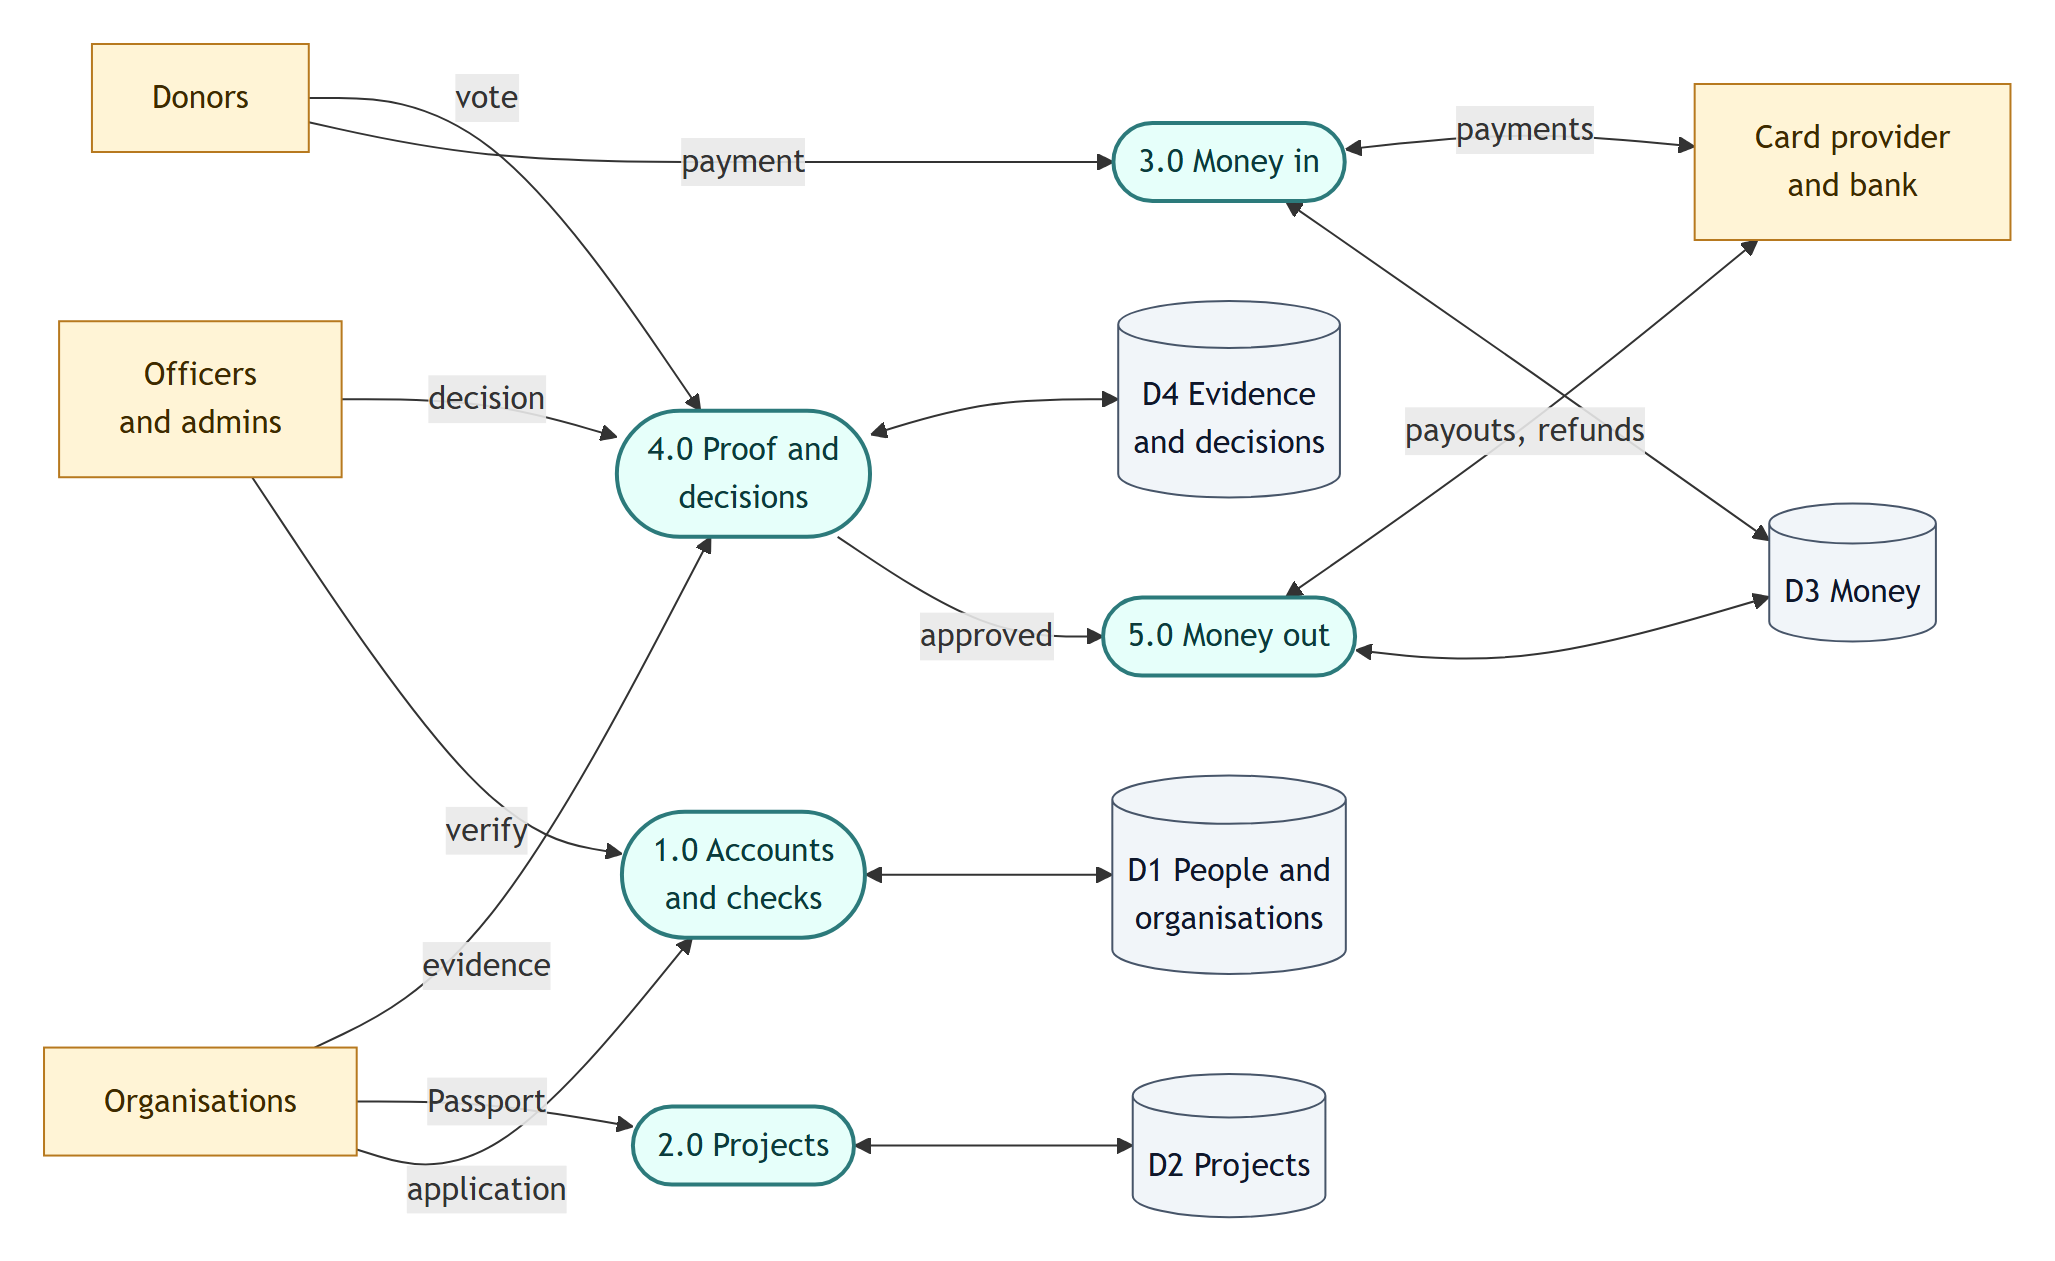 Donors
vote
payment
3.0 Money in
payments
Card provider
and bank
Officers
and admins
decision
4.0 Proof and
decisions
D4 Evidence
and decisions
payouts, refunds
D3 Money
approved
5.0 Money out
verify
1.0 Accounts
and checks
D1 People and
organisations
evidence
Organisations
Passport
application
2.0 Projects
D2 Projects